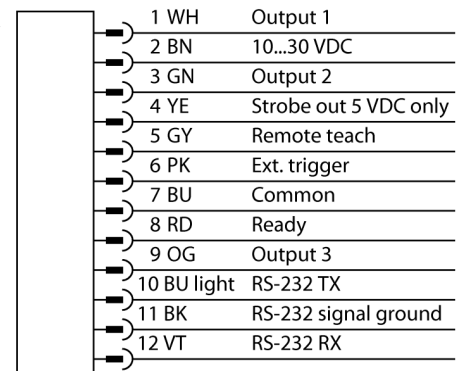 1 WH Output 1
2 BN 10...30 VDC
3 GN Output 2
4 YE Strobe out 5 VDC only
5 GY Remote teach
6 PK Ext. trigger
7 BU Common
8 RD Ready
9 OG Output 3
10 BU light RS-232 TX
11 BK RS-232 signal ground
12 VT RS-232 RX